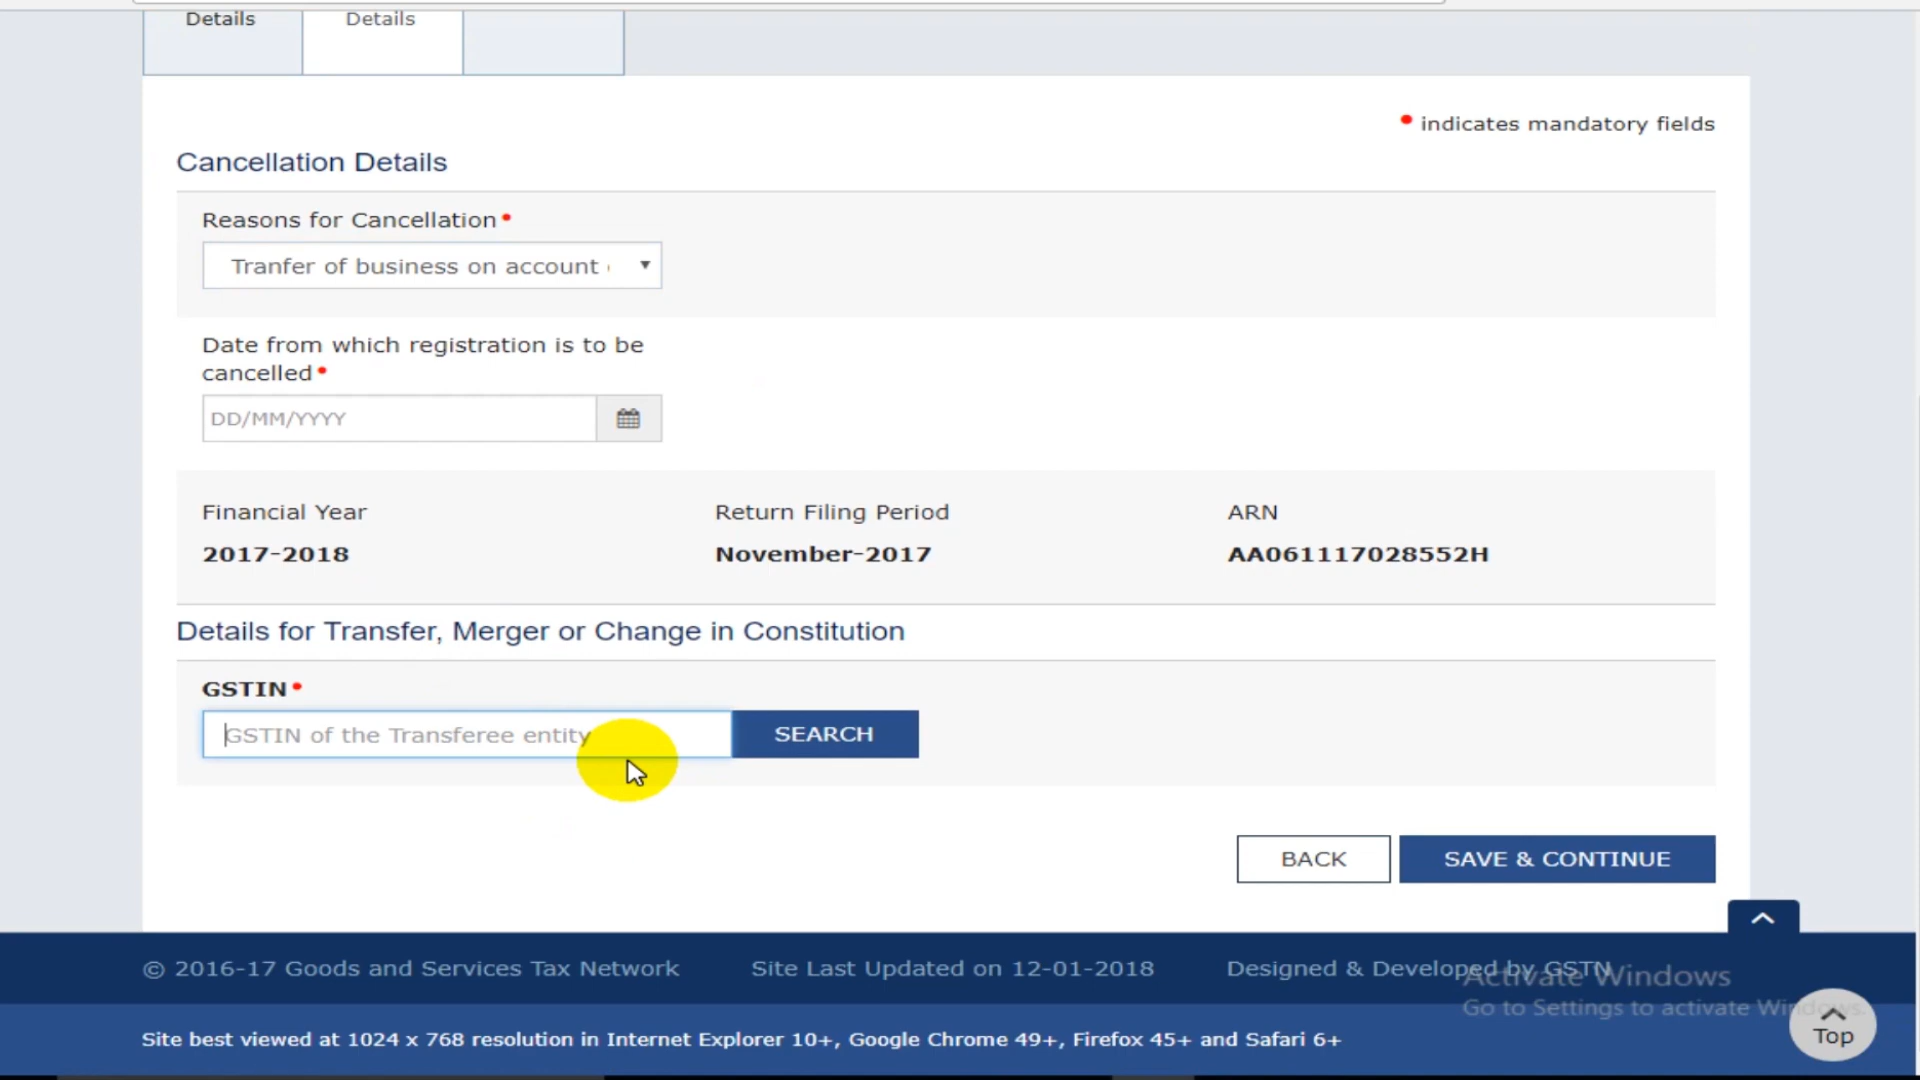 Details Details
indicates mandatory fields
Cancellation Details
Reasons for Cancellation
Tranfer of business on account
Date from which registration is to be
cancelled
DD/MM/YYYY
Financial Year Return Filing Period ARN
2017-2018 November-2017 AA061117028552H
Details for Transfer, Merger or Change in Constitution
GSTIN
GSTIN of the Transferee entity SEARCH
BACK SAVE & CONTINUE
© 2016-17 Goods and Services Tax Network Site Last Updated on 12-01-2018 Designed & Developed by GSTN
Activate Windows
Go to Settings to activate Windows.
Top
Site best viewed at 1024 x 768 resolution in Internet Explorer 10+, Google Chrome 49+, Firefox 45+ and Safari 6+